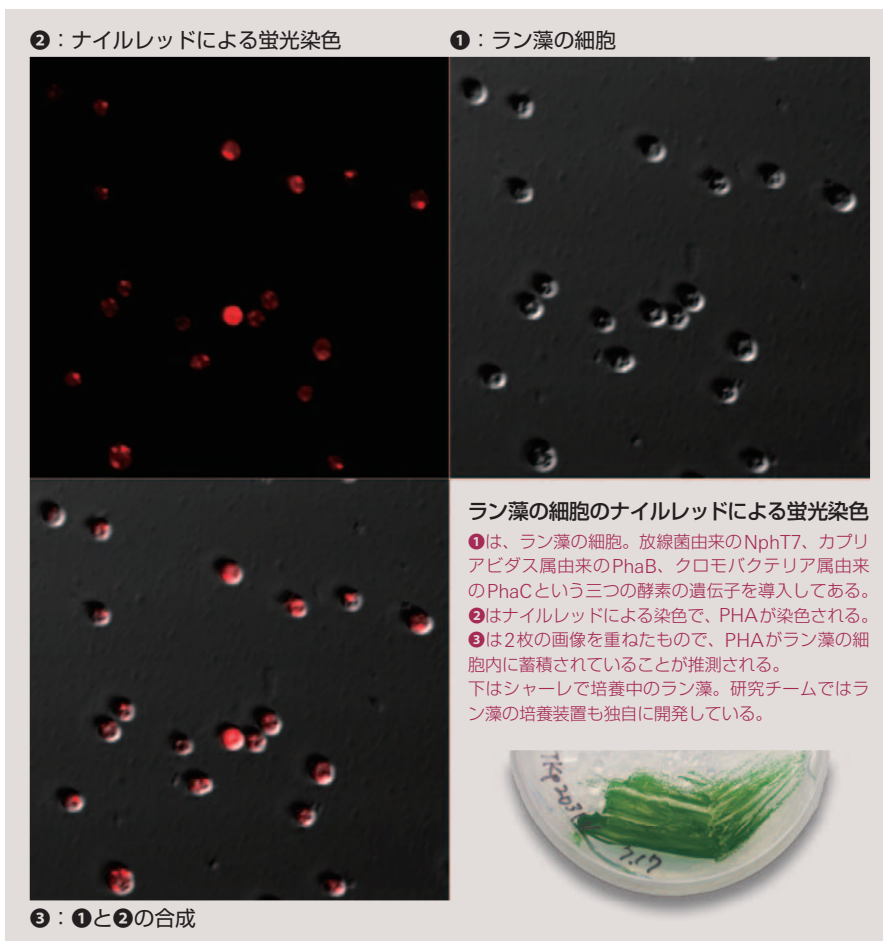 ❷：ナイルレッドによる蛍光染色
❶：ラン藻の細胞
ラン藻の細胞のナイルレッドによる蛍光染色
❶は、ラン藻の細胞。放線菌由来のNphT7、カプリ
アビダス属由来のPhaB、クロモバクテリア属由来
のPhaCという三つの酵素の遺伝子を導入してある。
❷はナイルレッドによる染色で、PHAが染色される。
❸は2枚の画像を重ねたもので、PHAがラン藻の細
胞内に蓄積されていることが推測される。
下はシャーレで培養中のラン藻。研究チームではラ
ン藻の培養装置も独自に開発している。
7.17
❸：❶と❷の合成